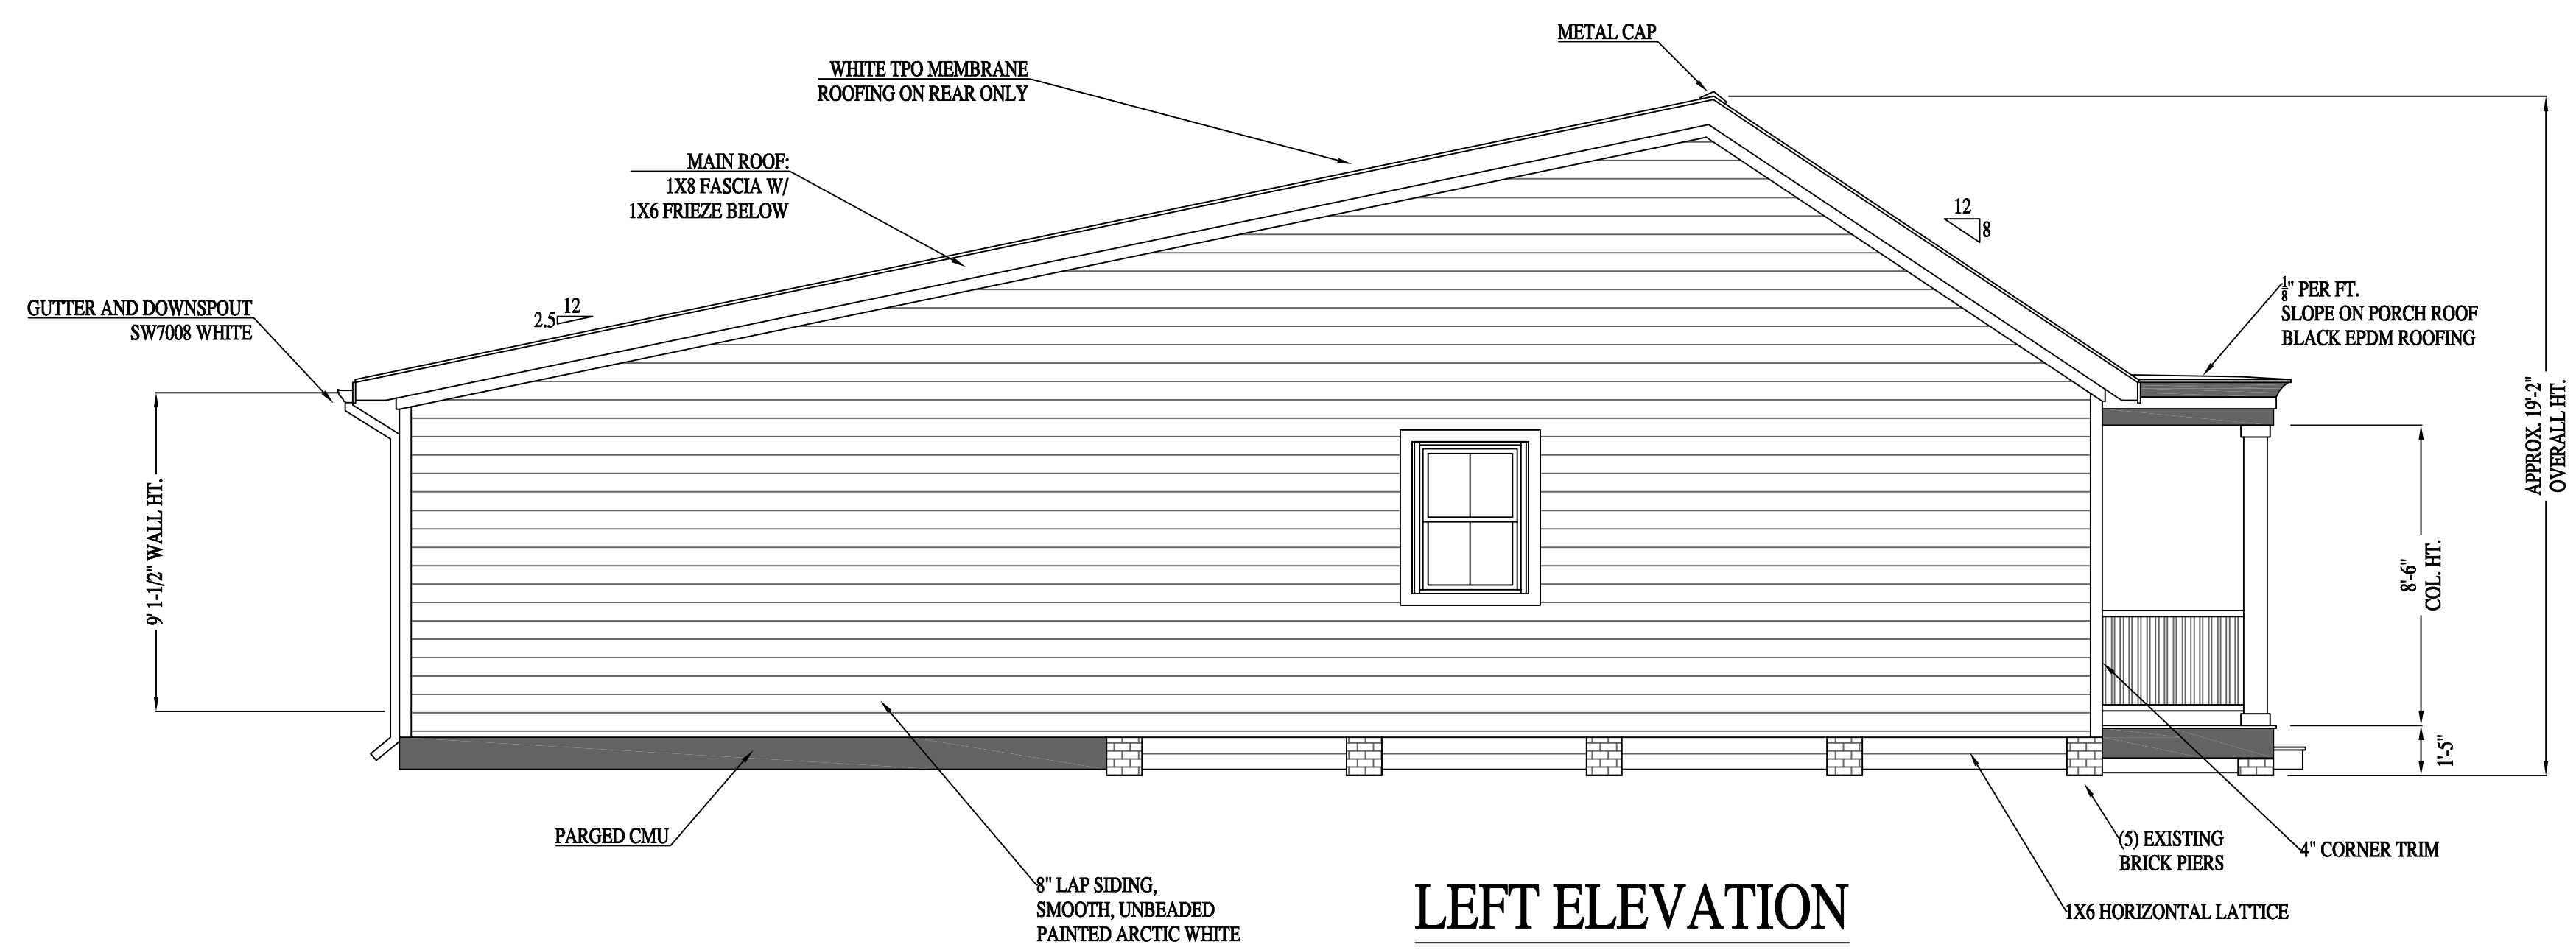 METAL CAP
WHITE TPO MEMBRANE
ROOFING ON REAR ONLY
MAIN ROOF:
1X8 FASCIA W/
1X6 FRIEZE BELOW
12
8
12
2.5
GUTTER AND DOWNSPOUT
SW7008 WHITE
1/8" PER FT.
SLOPE ON PORCH ROOF
BLACK EPDM ROOFING
APPROX. 19'-2"
OVERALL HT.
9' 1-1/2" WALL HT.
8'-6"
COL. HT.
1'-5"
PARGED CMU
(5) EXISTING
BRICK PIERS
4" CORNER TRIM
8" LAP SIDING,
SMOOTH, UNBEADED
PAINTED ARCTIC WHITE
1X6 HORIZONTAL LATTICE
LEFT ELEVATION